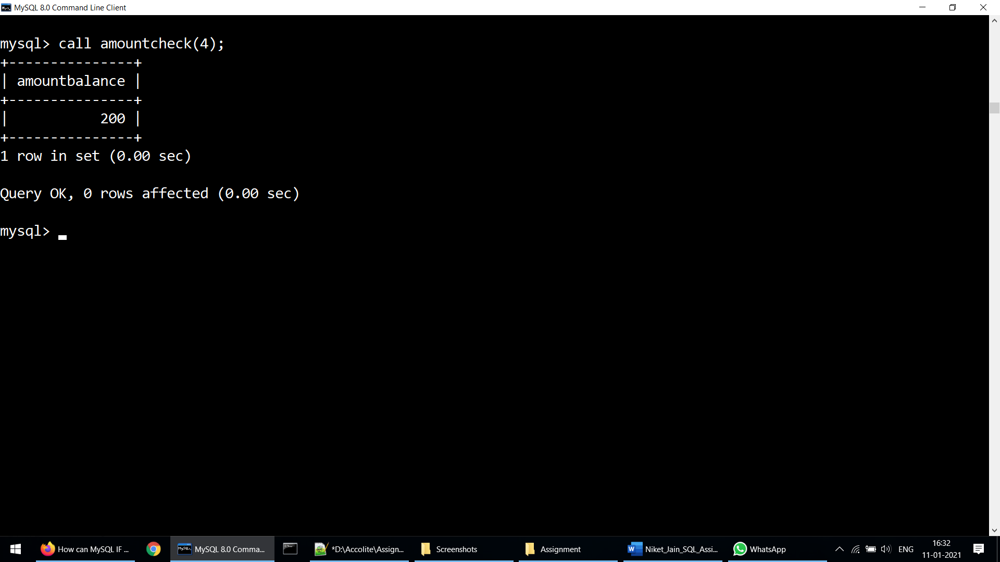 MySQL 8.0 Command Line Client
mysql> call amountcheck(4);
+---------------+
| amountbalance |
+---------------+
|           200 |
+---------------+
1 row in set (0.00 sec)
Query OK, 0 rows affected (0.00 sec)
mysql>
How can MySQL IF ...
MySQL 8.0 Comma...
*D:\Accolite\Assign...
Screenshots
Assignment
Niket_Jain_SQL_Assi...
WhatsApp
ENG
16:32
11-01-2021